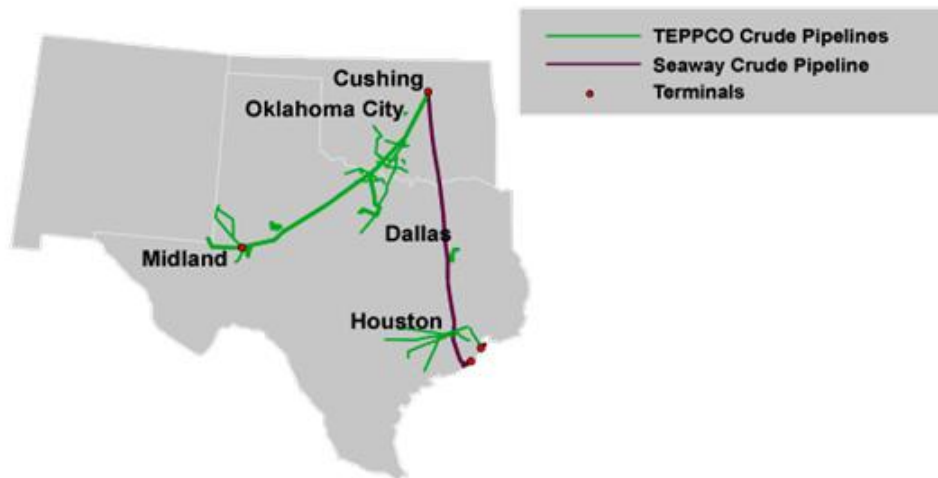 TEPPCO Crude Pipelines
Seaway Crude Pipeline
Terminals
Cushing
Oklahoma City
Dallas
Midland
Houston